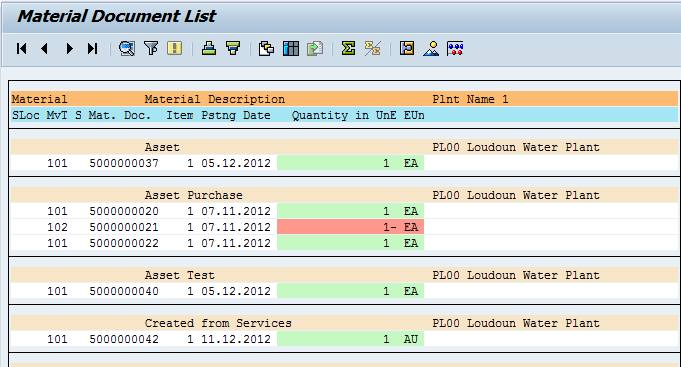 Material Document List
Material Material Description Plnt Name 1
SLoc MvT S Mat. Doc. Item Pstng Date Quantity in UnE EUn
Asset PL00 Loudoun Water Plant
101 5000000037 1 05.12.2012 1 EA
Asset Purchase PL00 Loudoun Water Plant
101 5000000020 1 07.11.2012 1 EA
102 5000000021 1 07.11.2012 1- EA
101 5000000022 1 07.11.2012 1 EA
Asset Test PL00 Loudoun Water Plant
101 5000000040 1 05.12.2012 1 EA
Created from Services PL00 Loudoun Water Plant
101 5000000042 1 11.12.2012 1 AU